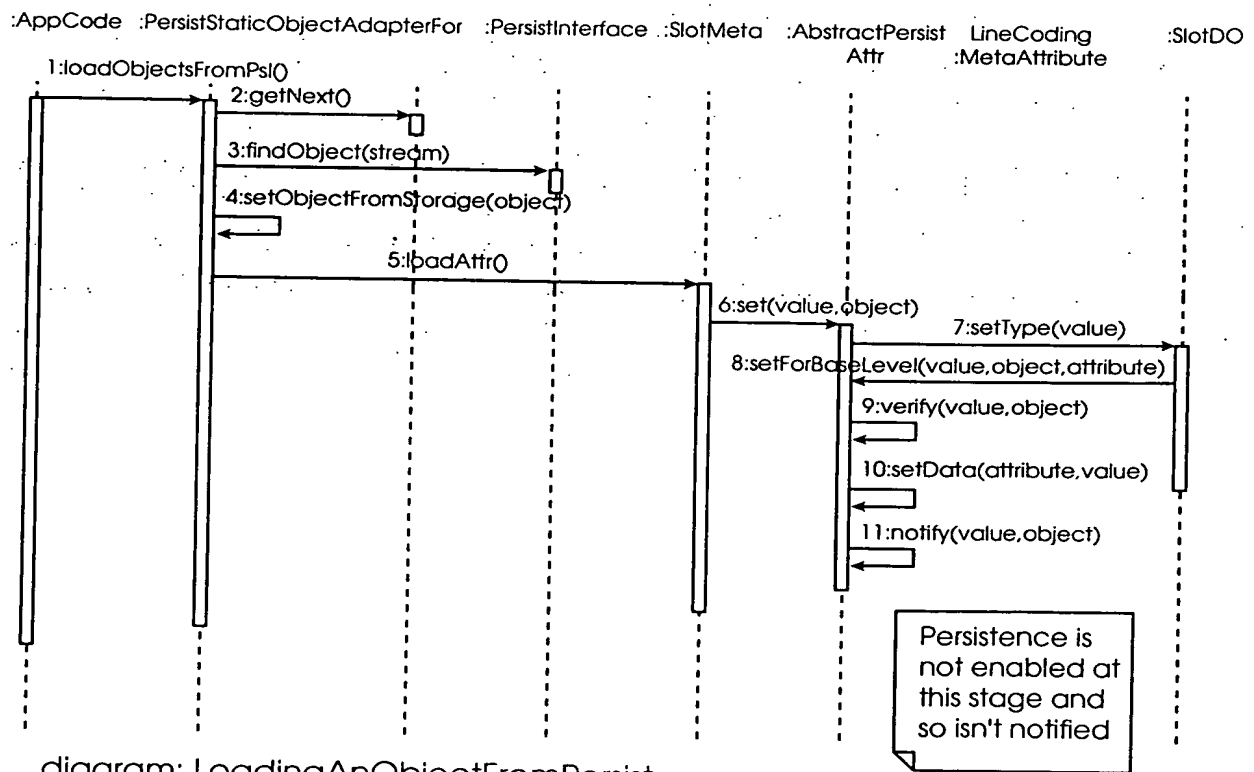 :AppCode :PersistStaticObjectAdapterFor :PersistInterface :SlotMeta :AbstractPersist LineCoding :SlotDO
Attr :MetaAttribute
1:loadObjectsFromPsl()
2:getNext()
3:findObject(stream)
4:setObjectFromStorage(object)
5:loadAttr()
6:set(value,object)
7:setType(value)
8:setForBaseLevel(value,object,attribute)
9:verify(value,object)
10:setData(attribute,value)
11:notify(value,object)
Persistence is
not enabled at
this stage and
so isn't notified
diagram: LoadingAnObjectFromPersist